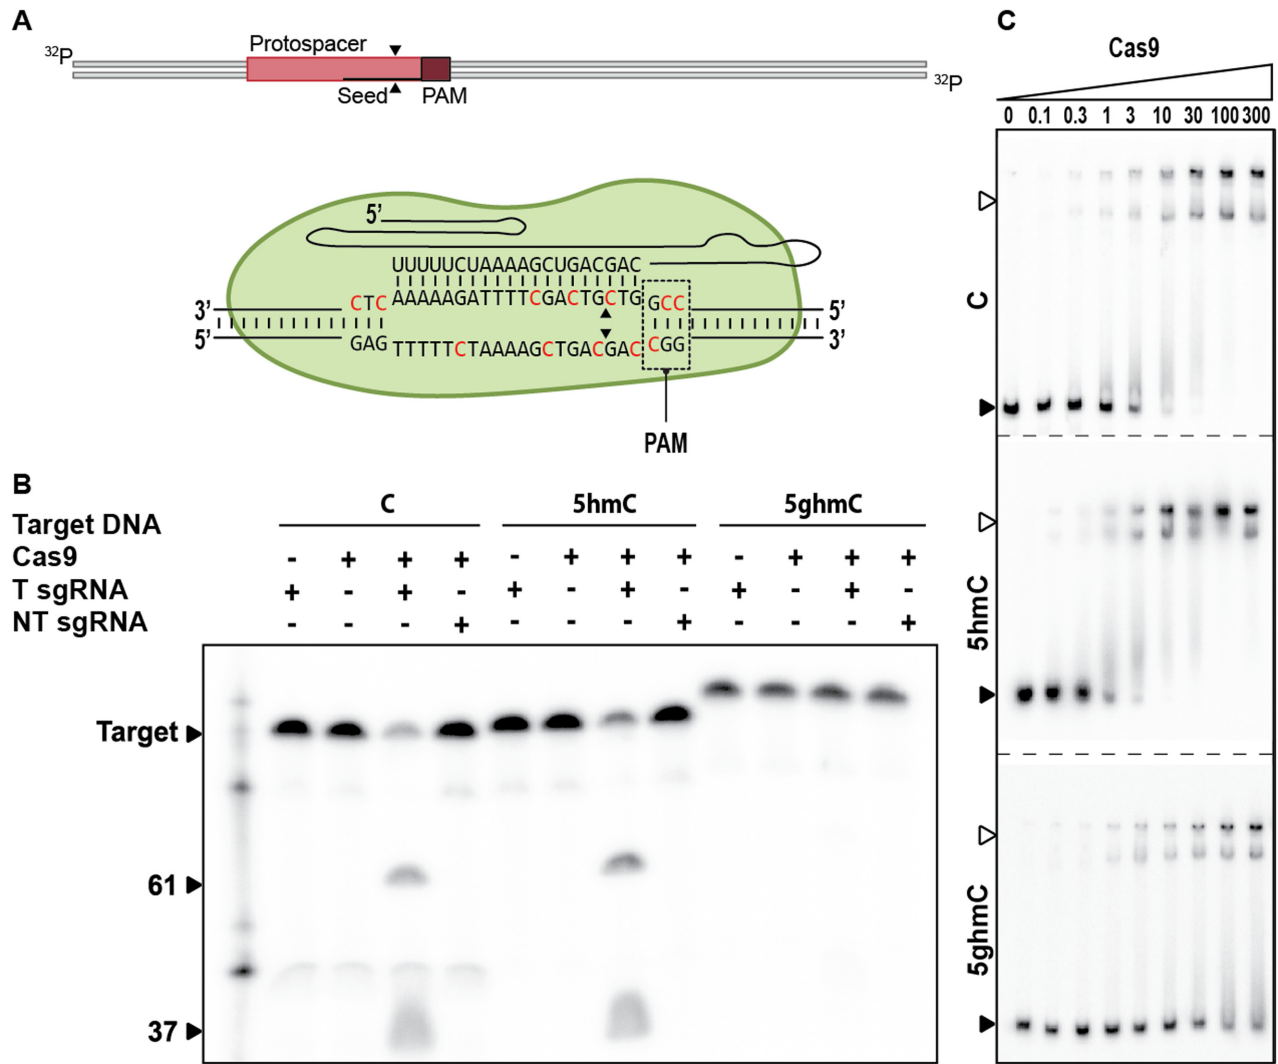 A
Protospacer
32P
32P
Seed
PAM
5’
UUUUUCUAAAAGCUGACGAC
CTC AAAAAGATTTTCGACTGCTG GCC
3’ 5’
5’ 3’
GAG TTTTTCTAAAAGCTGACGAC CGG
PAM
B
C 5hmC 5ghmC
Target DNA
Cas9 - + + + - + + + - + + +
T sgRNA + - + - + - + - + - + -
NT sgRNA - - - + - - - + - - - +
Target
61
37
C
Cas9
0 0.1 0.3 1 3 10 30 100 300
C
5hmC
5ghmC